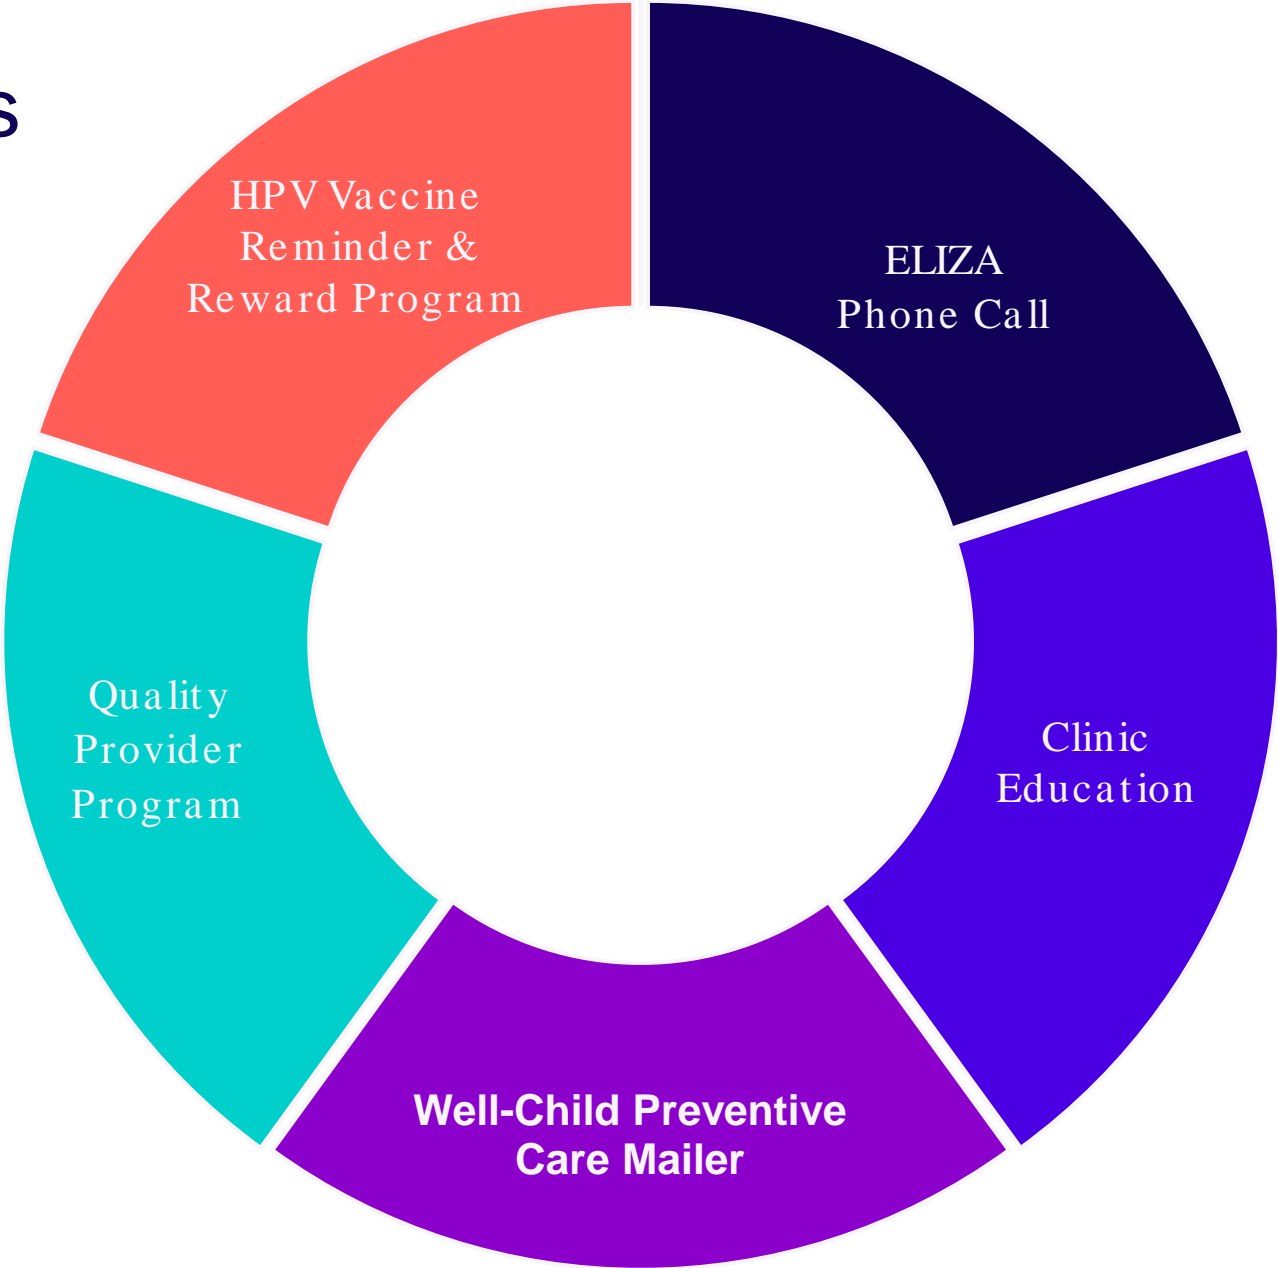 s
HPV Vaccine
Reminder &
Reward Program
ELIZA
Phone Call
Quality
Provider
Program
Clinic
Education
Well-Child Preventive
Care Mailer